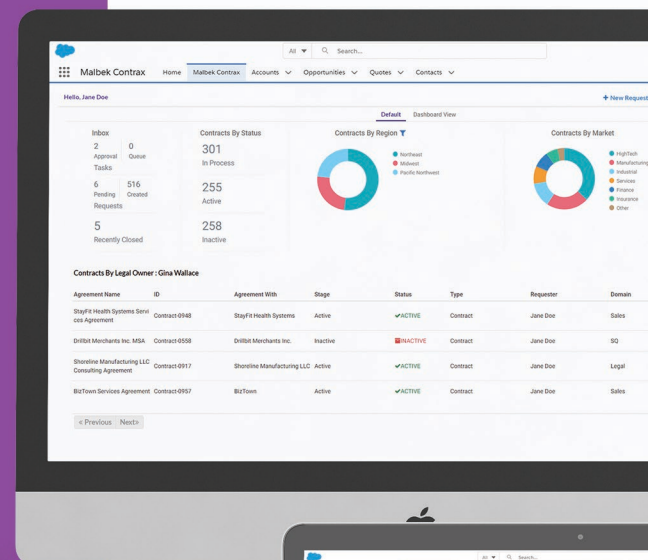 All
Search...
Malbek Contrax Home Malbek Contrax Accounts Opportunities Quotes Contacts
Hello, Jane Doe
+ New Request
Default Dashboard View
Inbox
2 0
Approval Queue
Tasks
6 516
Pending Created
Requests
5
Recently Closed
Contracts By Status
301
In Process
255
Active
258
Inactive
Contracts By Region
Northeast
Midwest
Pacific Northwest
Contracts By Market
HighTech
Manufacturing
Industrial
Services
Finance
Insurance
Other
Contracts By Legal Owner : Gina Wallace
Agreement Name ID Agreement With Stage Status Type Requester Domain
StayFit Health Systems Servi Contract-0948 StayFit Health Systems Active ACTIVE Contract Jane Doe Sales
ces Agreement
Drillbit Merchants Inc. MSA Contract-0558 Drillbit Merchants Inc. Inactive INACTIVE Contract Jane Doe SQ
Shoreline Manufacturing LLC Contract-0917 Shoreline Manufacturing LLC Active ACTIVE Contract Jane Doe Legal
Consulting Agreement
BizTown Services Agreement Contract-0957 BizTown Active ACTIVE Contract Jane Doe Sales
« Previous Next»
All Search...